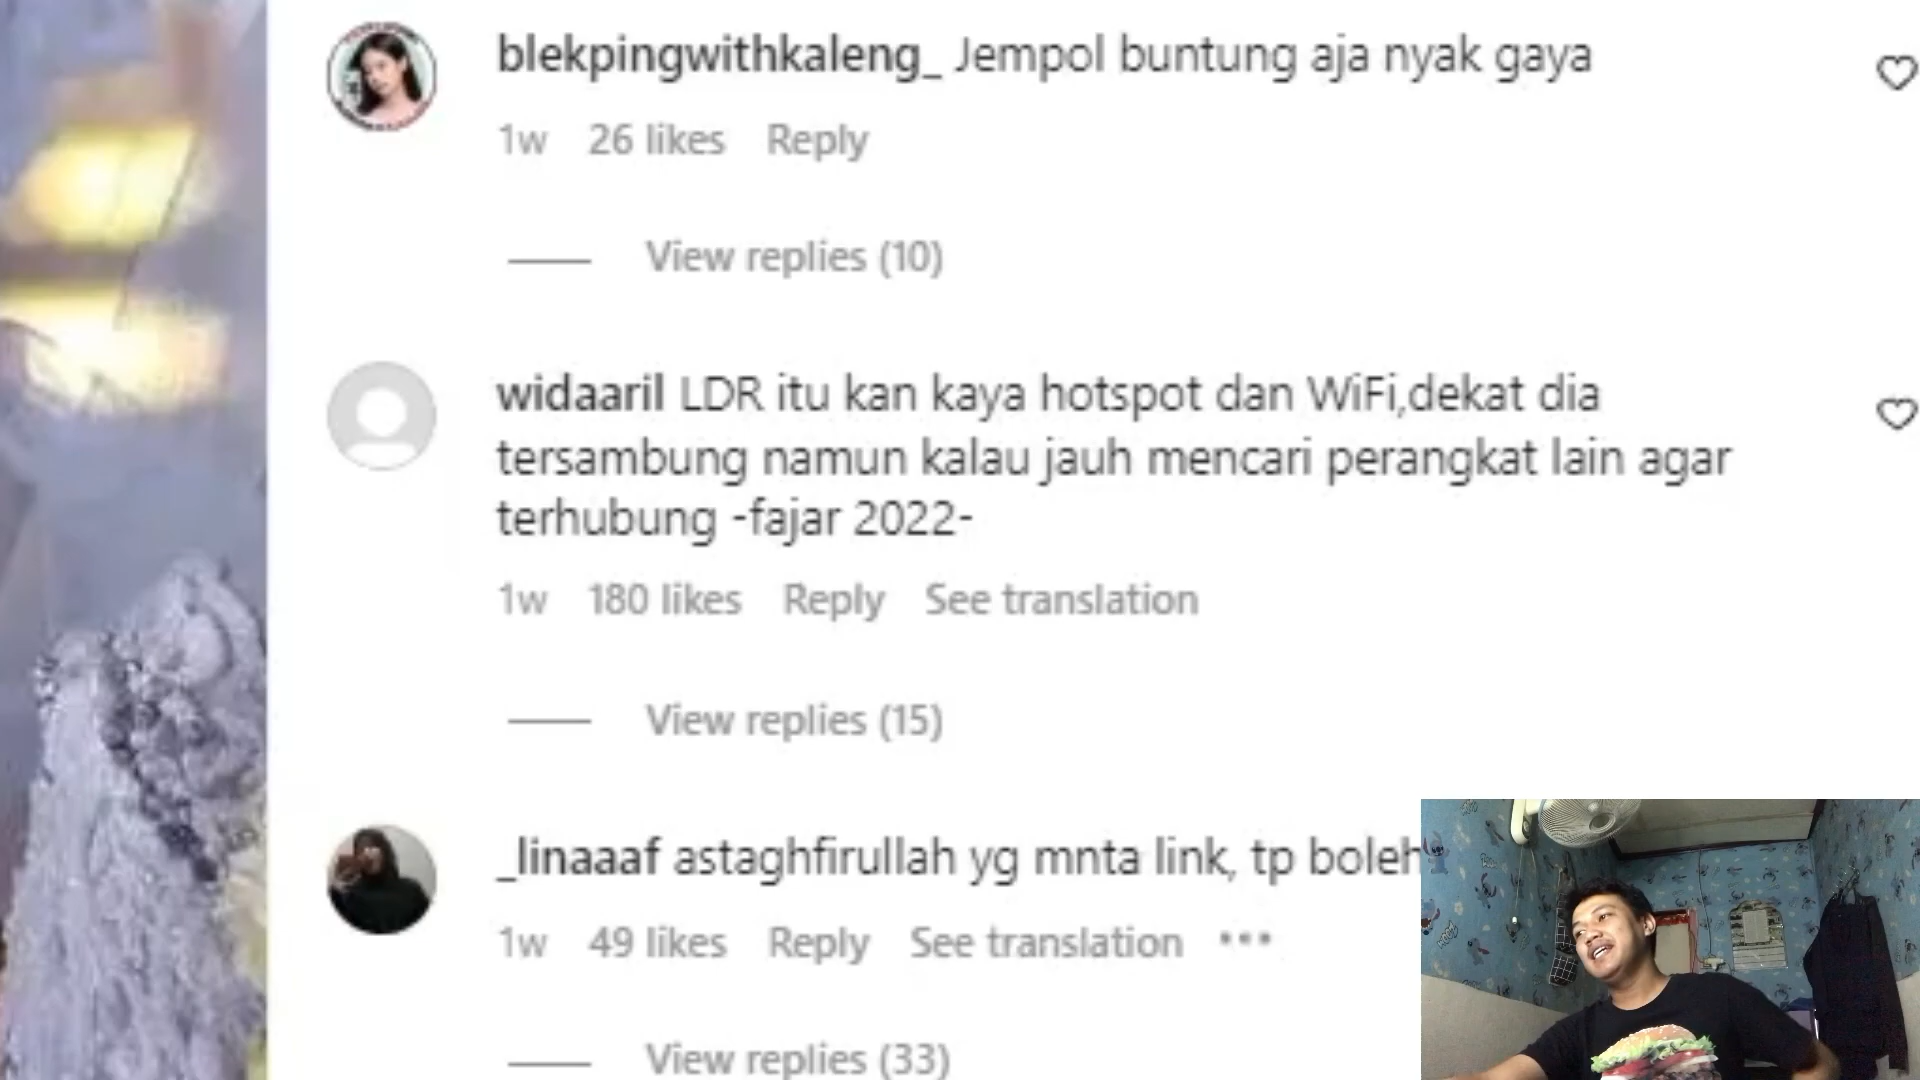 blekpingwithkaleng_ Jempol buntung aja nyak gaya
1w 26 likes Reply
View replies (10)
widaaril LDR itu kan kaya hotspot dan WiFi,dekat dia
tersambung namun kalau jauh mencari perangkat lain agar
terhubung -fajar 2022-
1w 180 likes Reply See translation
View replies (15)
_linaaaf astaghfirullah yg mnta link, tp boleh
1w 49 likes Reply See translation •••
View replies (33)